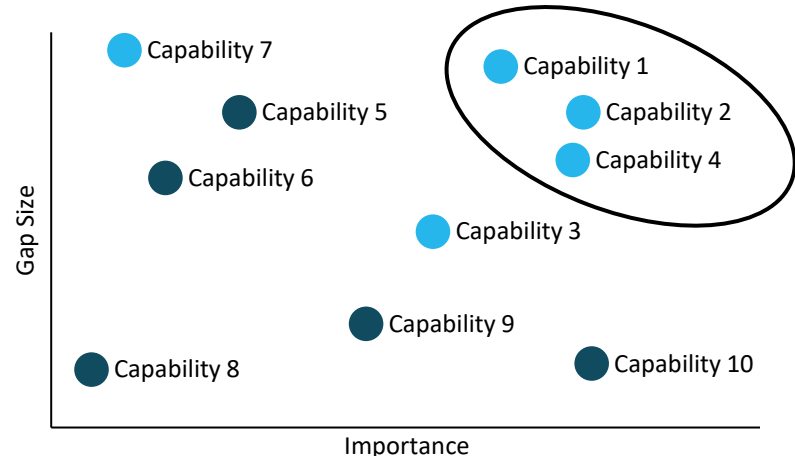 Capability 7
Capability 1
Capability 5
Capability 2
Capability 4
Capability 6
Capability 3
Capability 9
Capability 10
Capability 8
Gap Size
Importance